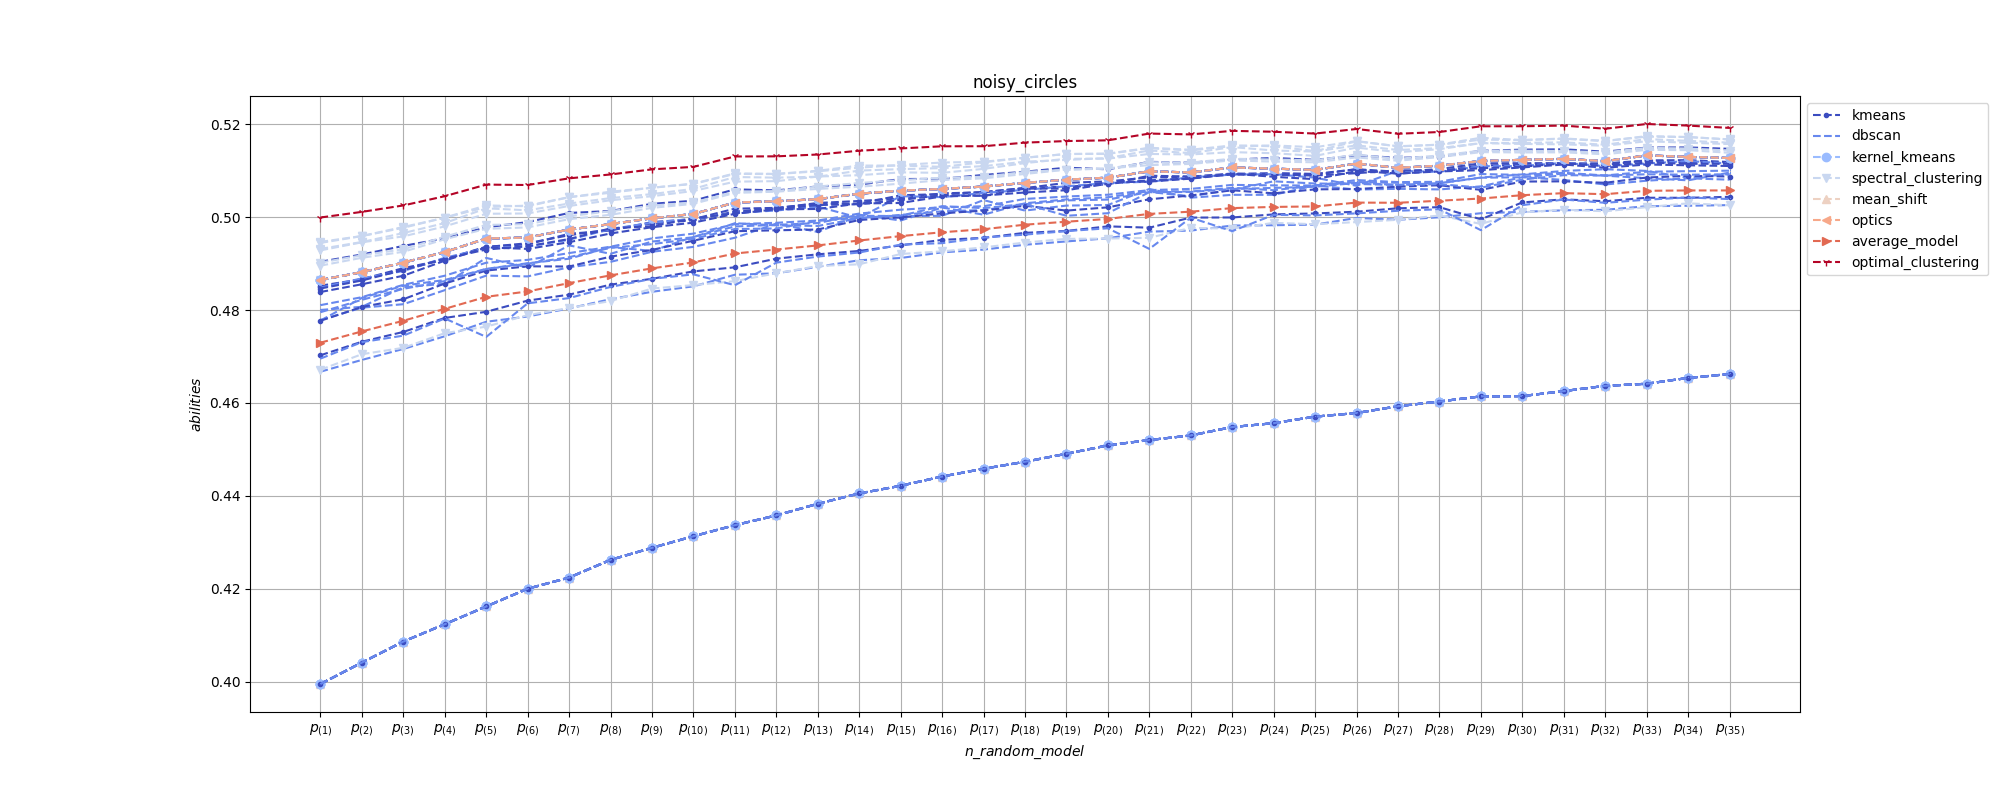 noisy_circles
0.52
0.50
0.48
0.46
0.44
0.42
0.40
abilities
p(1) p(2) p(3) p(4) p(5) p(6) p(7) p(8) p(9) p(10) p(11) p(12) p(13) p(14) p(15) p(16) p(17) p(18) p(19) p(20) p(21) p(22) p(23) p(24) p(25) p(26) p(27) p(28) p(29) p(30) p(31) p(32) p(33) p(34) p(35)
n_random_model
kmeans
dbscan
kernel_kmeans
spectral_clustering
mean_shift
optics
average_model
optimal_clustering